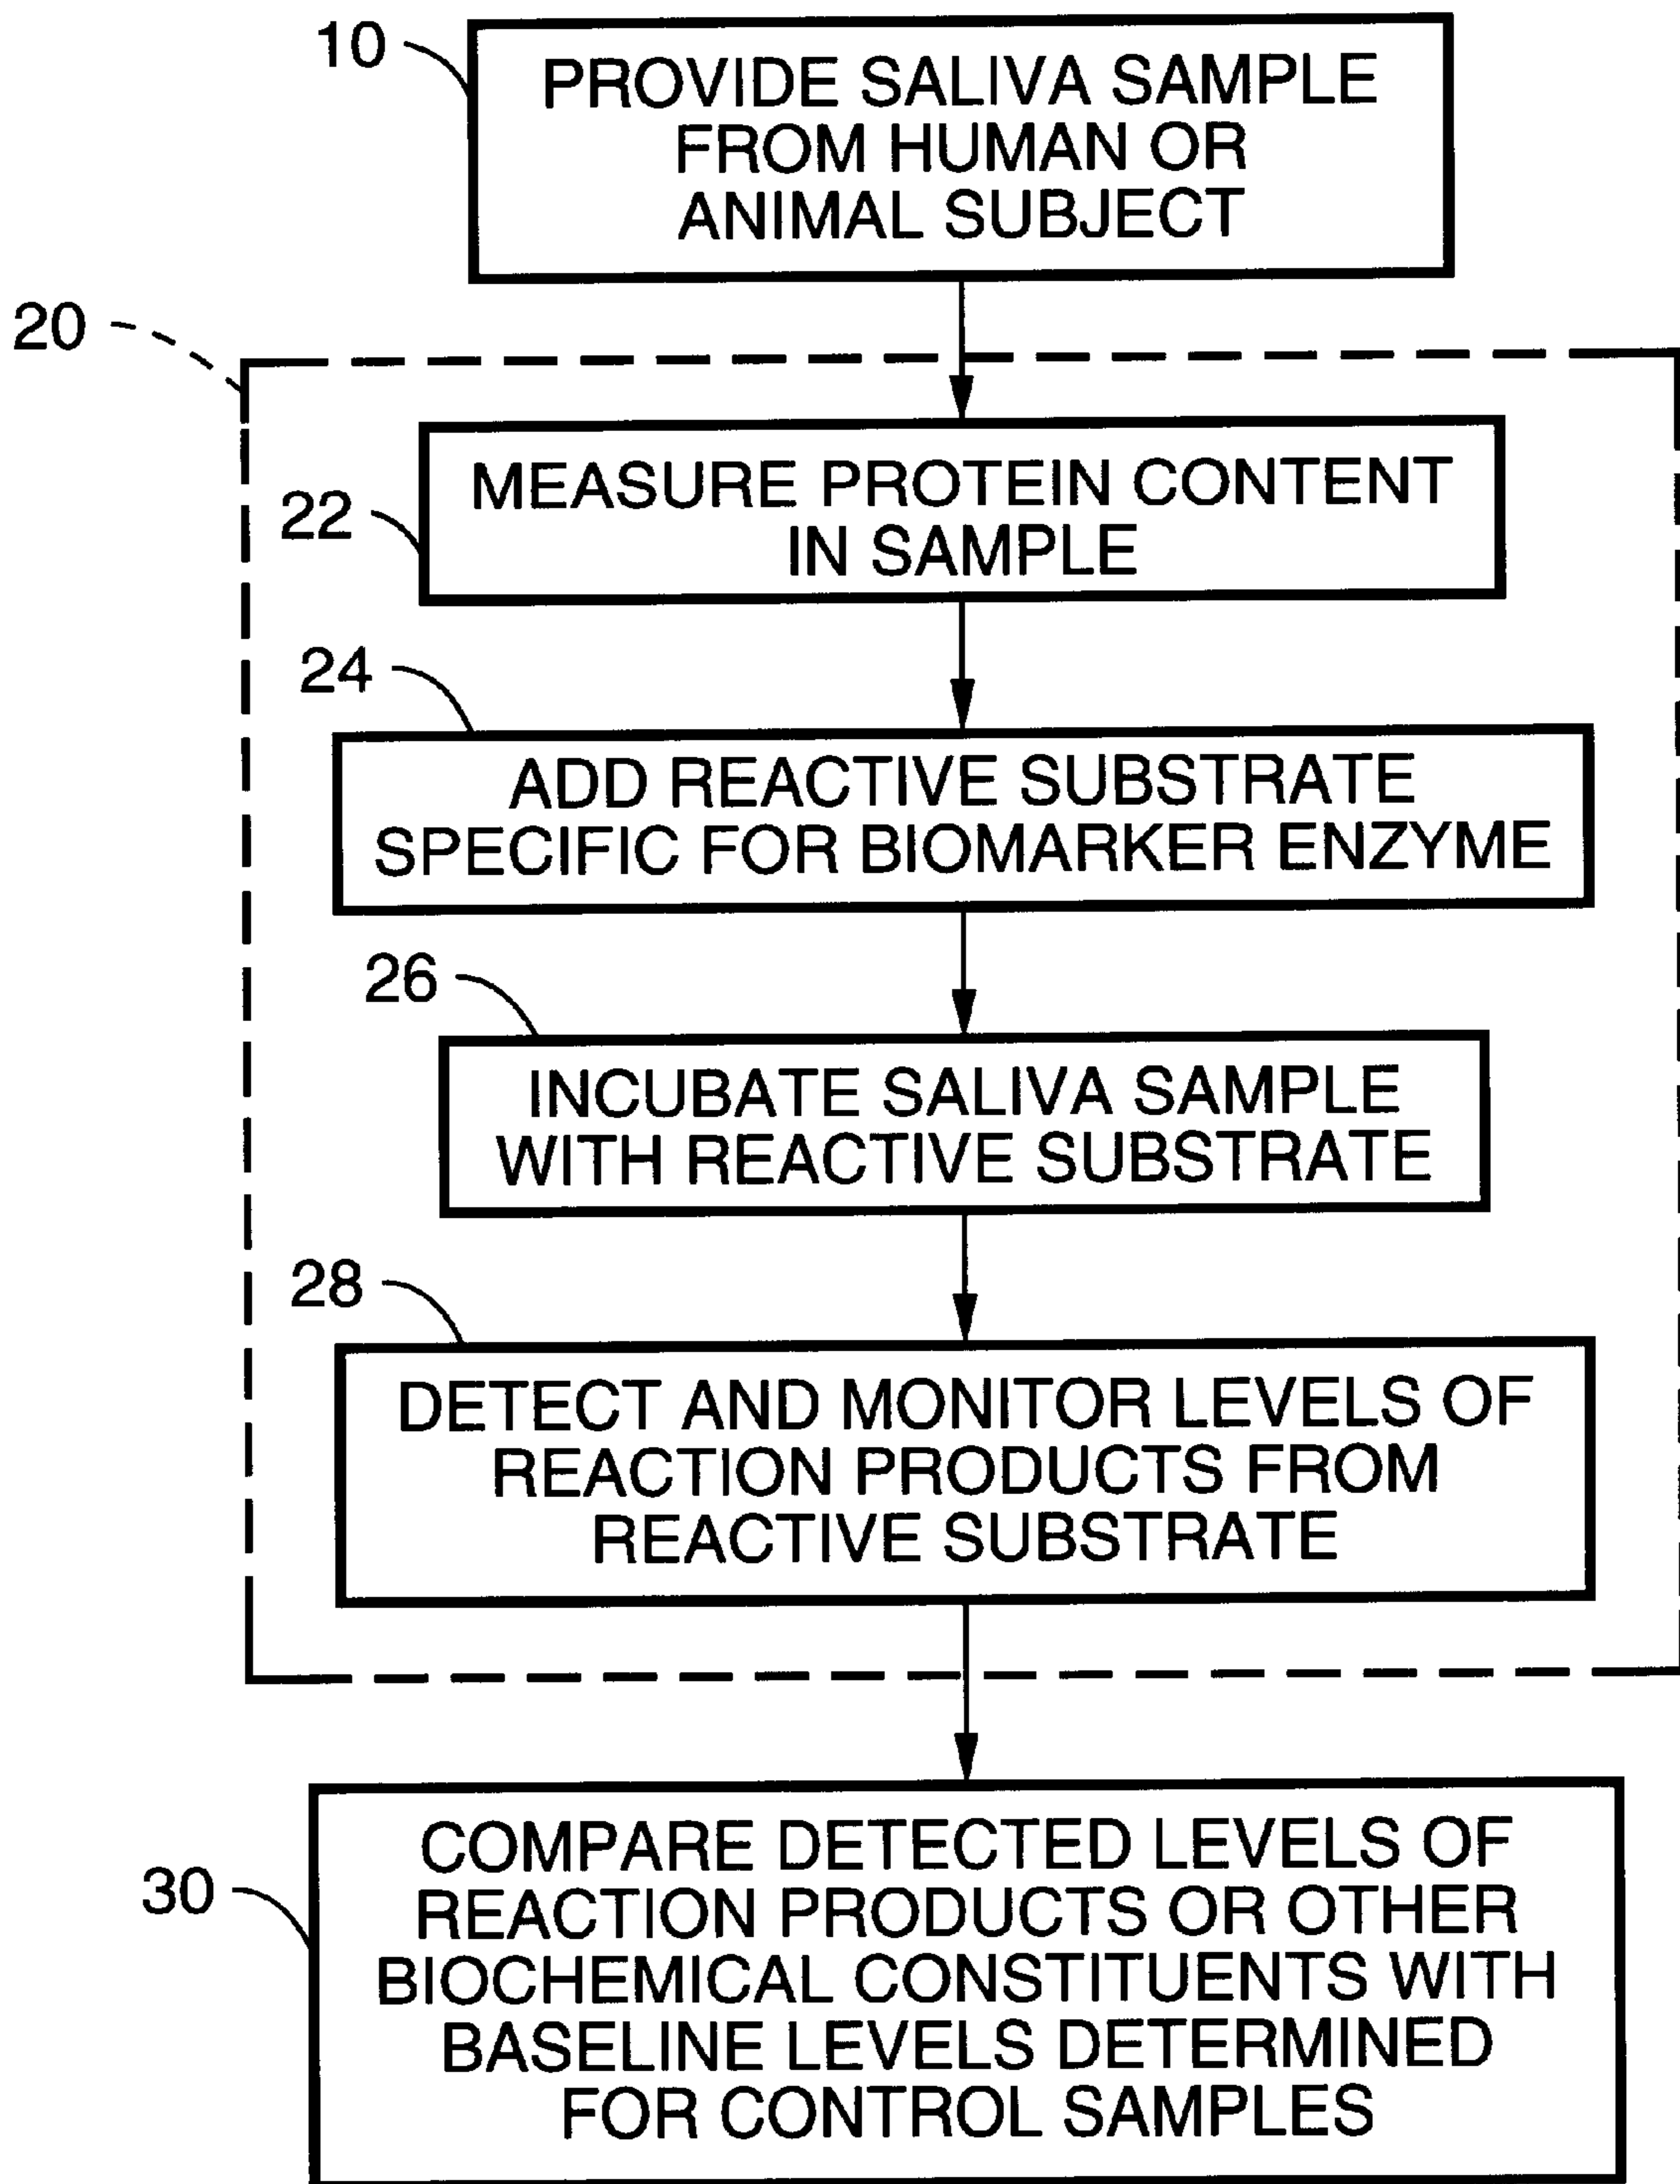 10
PROVIDE SALIVA SAMPLE
FROM HUMAN OR
ANIMAL SUBJECT
20
22
MEASURE PROTEIN CONTENT
IN SAMPLE
24
ADD REACTIVE SUBSTRATE
SPECIFIC FOR BIOMARKER ENZYME
26
INCUBATE SALIVA SAMPLE
WITH REACTIVE SUBSTRATE
28
DETECT AND MONITOR LEVELS OF
REACTION PRODUCTS FROM
REACTIVE SUBSTRATE
30
COMPARE DETECTED LEVELS OF
REACTION PRODUCTS OR OTHER
BIOCHEMICAL CONSTITUENTS WITH
BASELINE LEVELS DETERMINED
FOR CONTROL SAMPLES